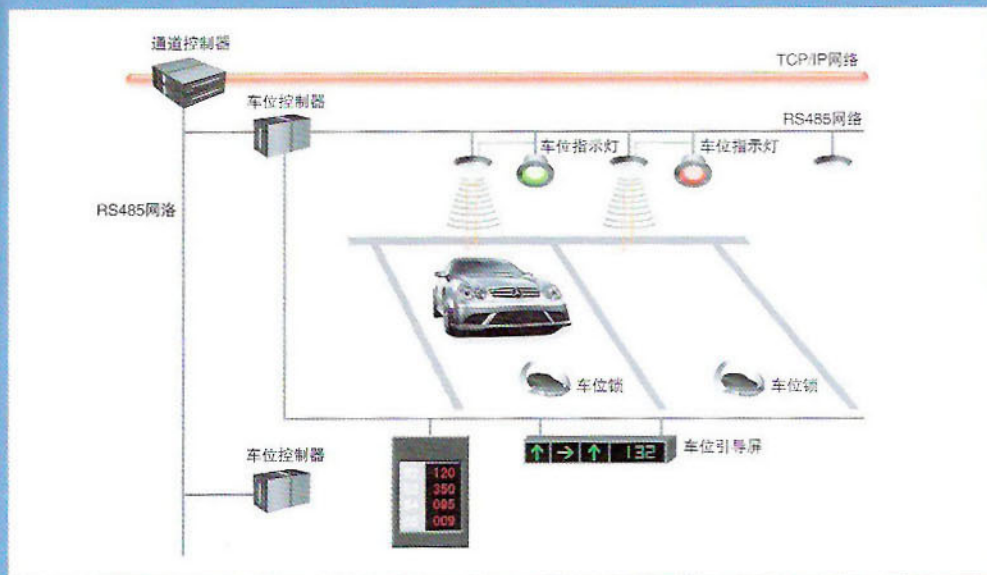 通道控制器
TCP/IP网络
车位控制器
RS485网络
车位指示灯
车位指示灯
RS485网洛
车位锁
车位锁
车位控制器
车位引导屏
132
120
350
095
009